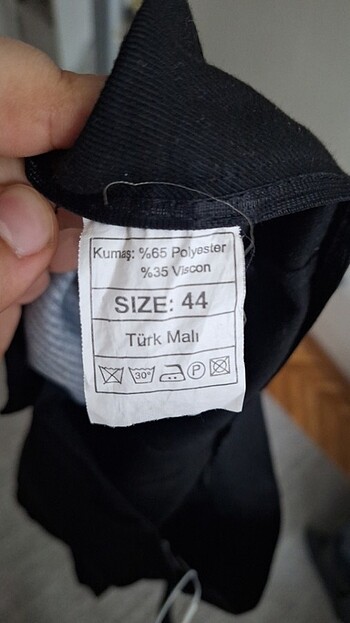 Kumaş: %65 Polyester
%35 Viscon
SIZE: 44
Türk Malı
30° P